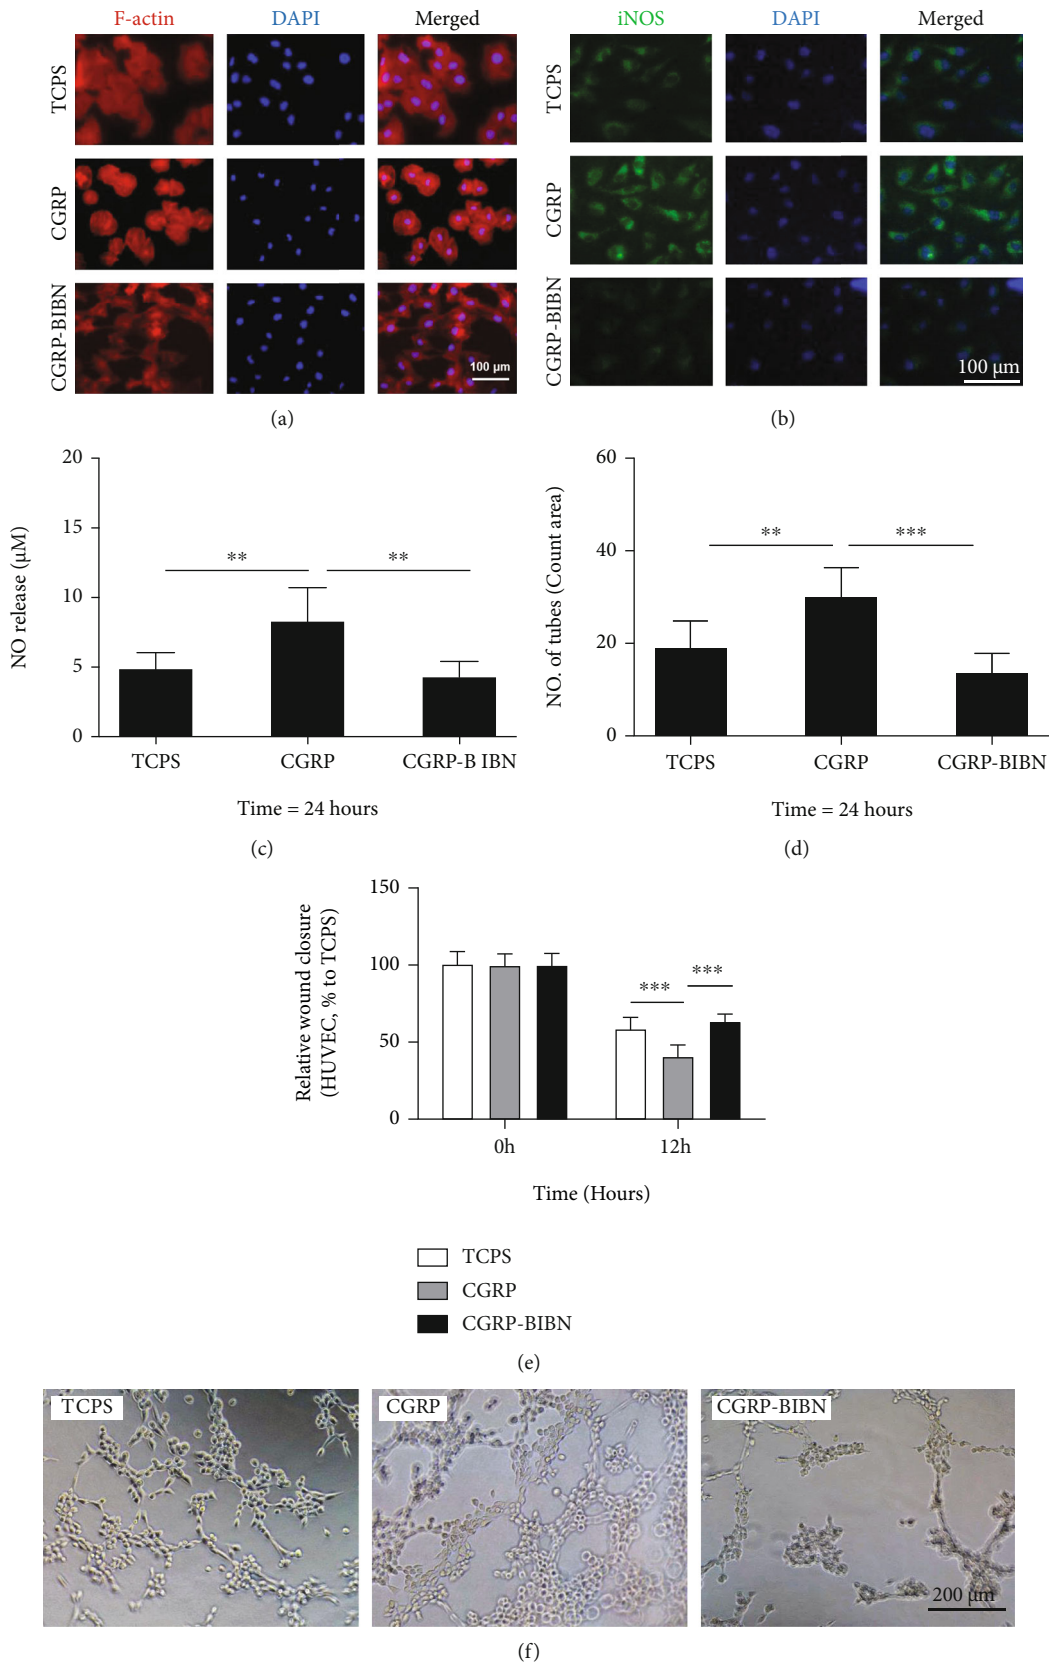 F-actin DAPI Merged
TCPS
CGRP
CGRP-BIBN
100 μm
(a)
iNOS DAPI Merged
TCPS
CGRP
CGRP-BIBN
100 μm
(b)
NO release (μM)
20
15
10
5
0
** **
TCPS CGRP CGRP-B IBN
Time = 24 hours
(c)
NO. of tubes (Count area)
60
40
20
0
** ***
TCPS CGRP CGRP-BIBN
Time = 24 hours
(d)
Relative wound closure
(HUVEC, % to TCPS)
150
100
50
0
*** ***
0h 12h
Time (Hours)
TCPS
CGRP
CGRP-BIBN
(e)
TCPS CGRP CGRP-BIBN
200 μm
(f)